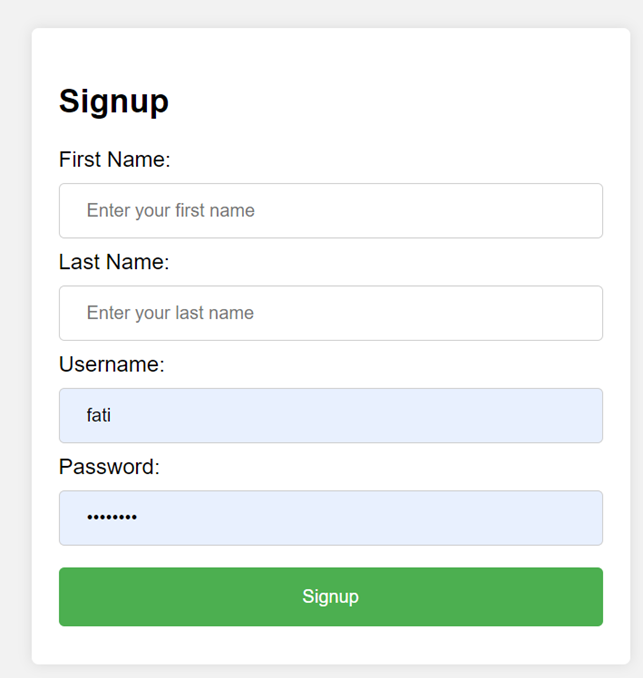 Signup
First Name:
Enter your first name
Last Name:
Enter your last name
Username:
fati
Password:
••••••••
Signup